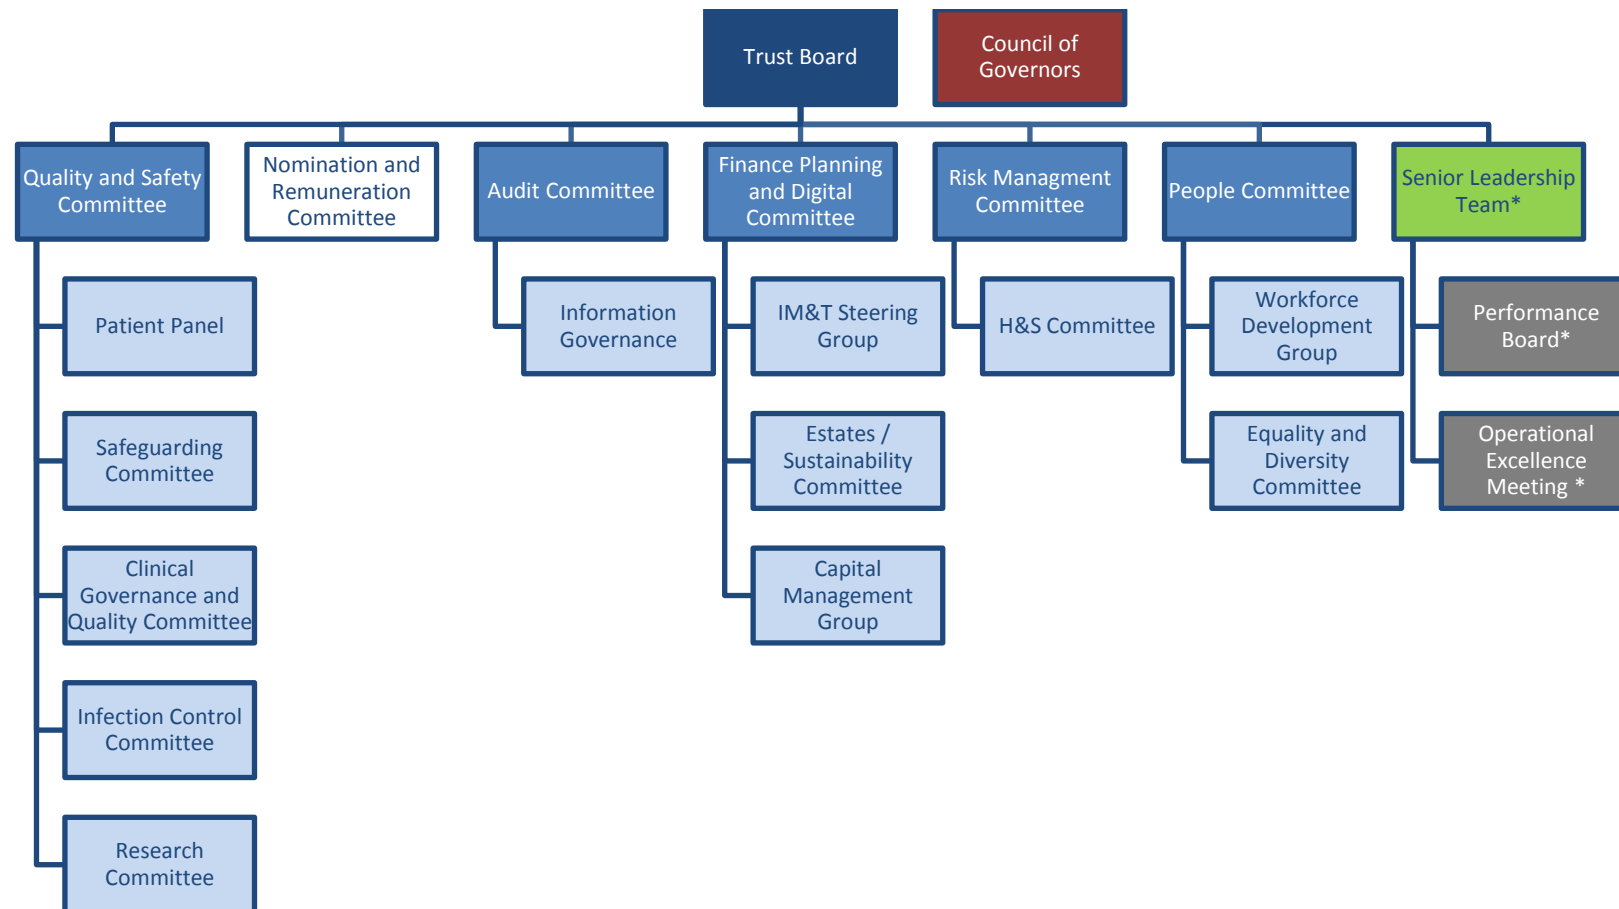 Trust Board
Council of
Governors
Quality and Safety
Committee
Nomination and
Remuneration
Committee
Audit Committee
Finance Planning
and Digital
Committee
Risk Managment
Committee
People Committee
Senior Leadership
Team*
Patient Panel
Information
Governance
IM&T Steering
Group
H&S Committee
Workforce
Development
Group
Performance
Board*
Safeguarding
Committee
Estates /
Sustainability
Committee
Equality and
Diversity
Committee
Operational
Excellence
Meeting *
Clinical
Governance and
Quality Committee
Capital
Management
Group
Infection Control
Committee
Research
Committee